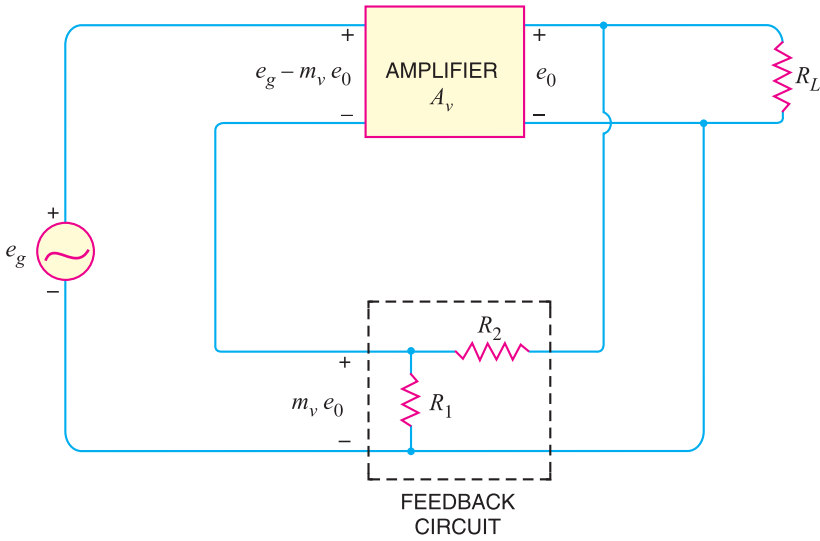 +
+
e_g – m_v e_0
AMPLIFIER
A_v
e_0
R_L
–
–
+
e_g
–
R_2
+
m_v e_0
R_1
–
FEEDBACK
CIRCUIT